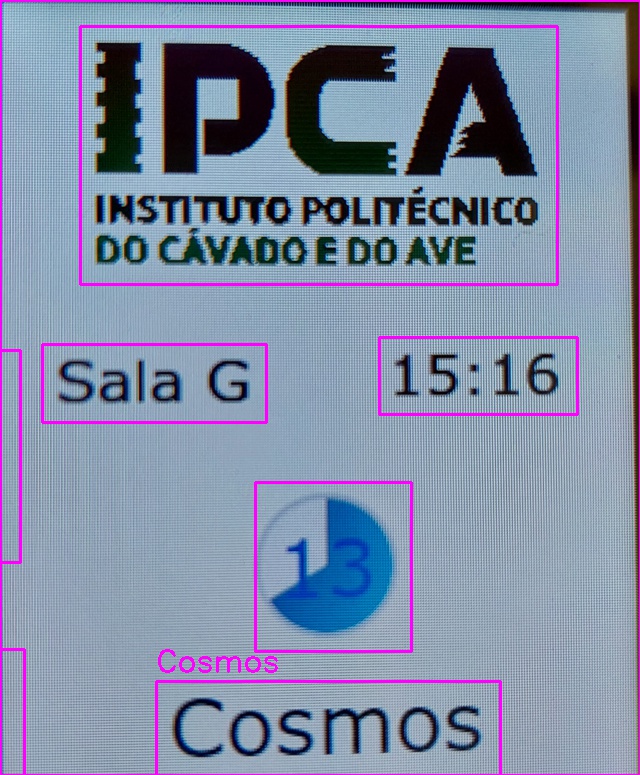 IPCA
INSTITUTO POLITÉCNICO
DO CÁVADO E DO AVE
Sala G
15:16
13
Cosmos
Cosmos